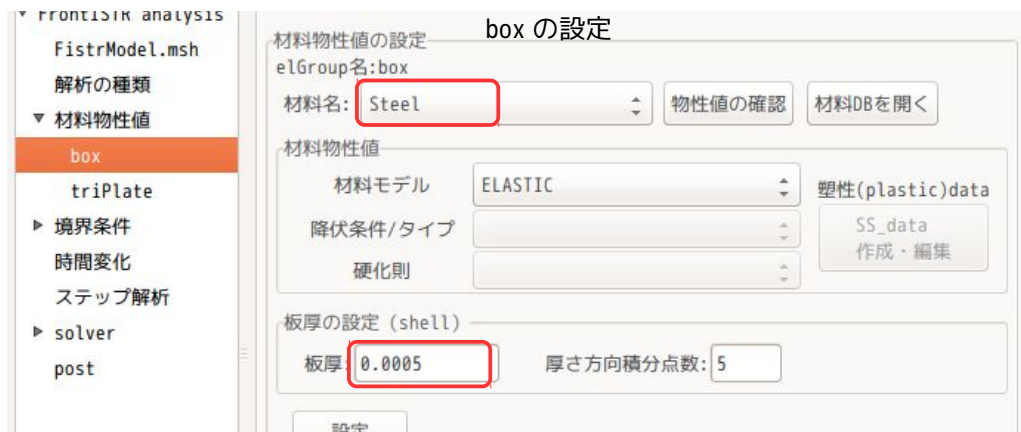 FrontISTR analysis
FistrModel.msh
解析の種類
材料物性値
box
triPlate
境界条件
時間変化
ステップ解析
solver
post
box の設定
材料物性値の設定
elGroup名:box
材料名: Steel 物性値の確認 材料DBを開く
材料物性値
材料モデル ELASTIC 塑性(plastic)data
降伏条件/タイプ SS_data
作成・編集
硬化則
板厚の設定 (shell)
板厚: 0.0005 厚さ方向積分点数: 5
設定